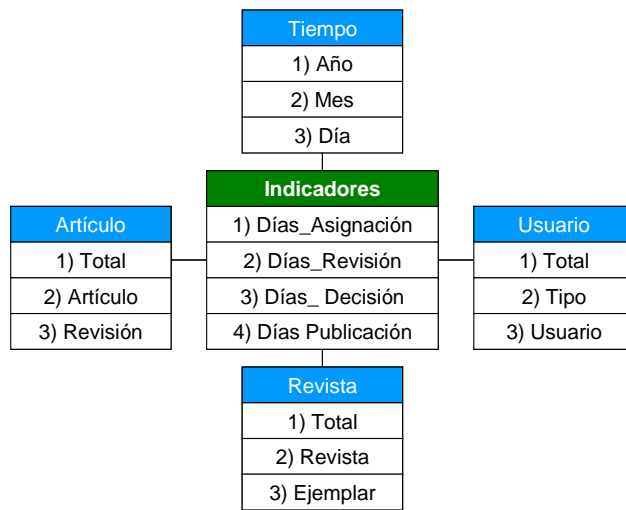 Tiempo
1) Año
2) Mes
3) Día
Indicadores
1) Días_Asignación
2) Días_Revisión
3) Días_ Decisión
4) Días Publicación
Artículo
1) Total
2) Artículo
3) Revisión
Usuario
1) Total
2) Tipo
3) Usuario
Revista
1) Total
2) Revista
3) Ejemplar